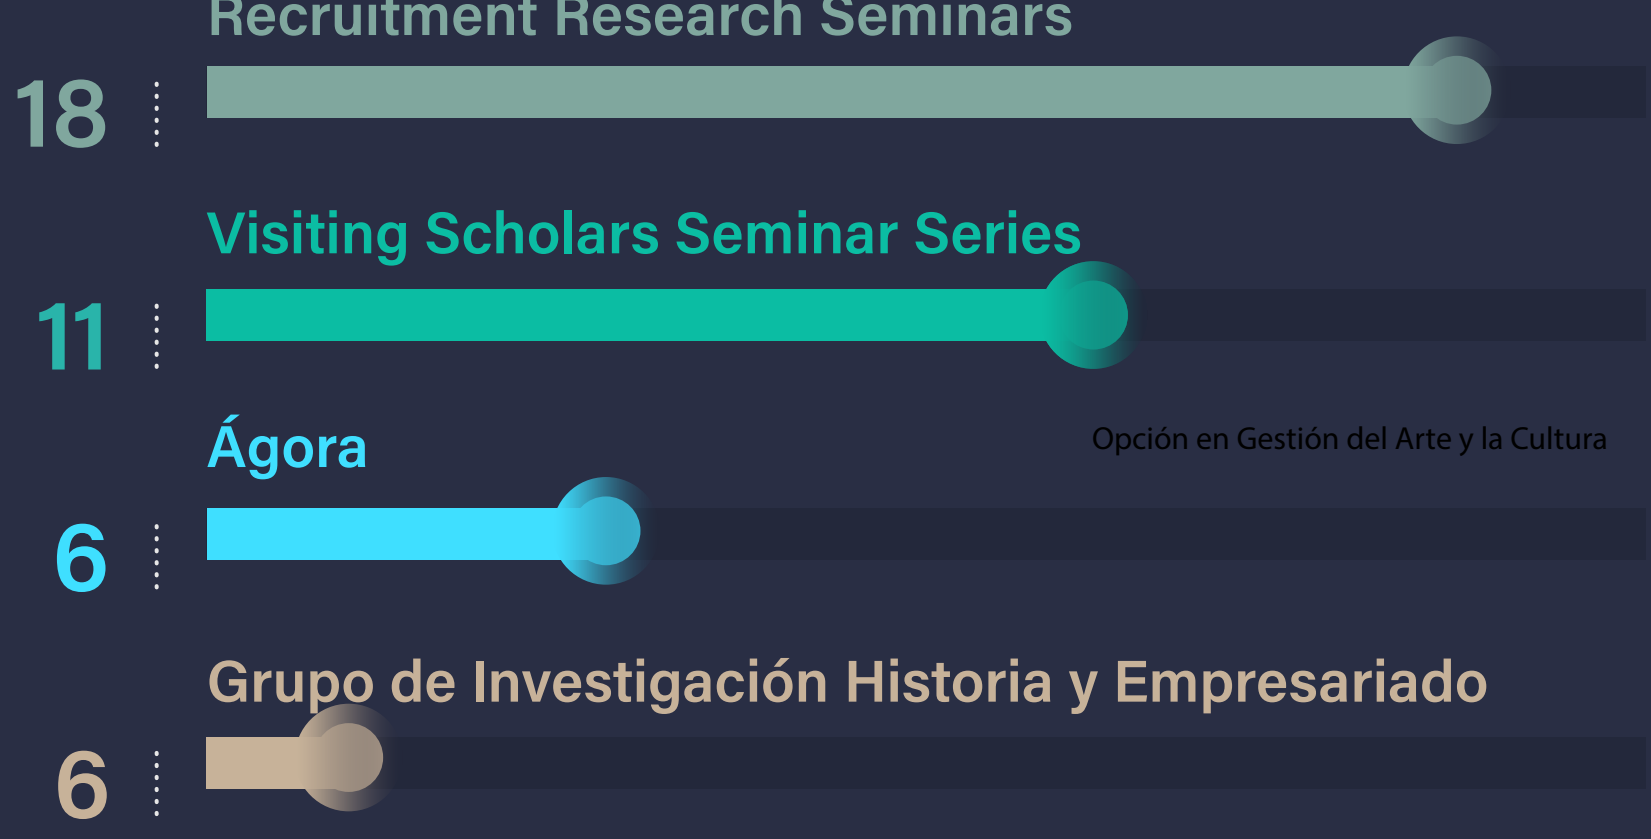 Recruitment Research Seminars
18
Visiting Scholars Seminar Series
11
Ágora
Opción en Gestión del Arte y la Cultura
6
Grupo de Investigación Historia y Empresariado
6